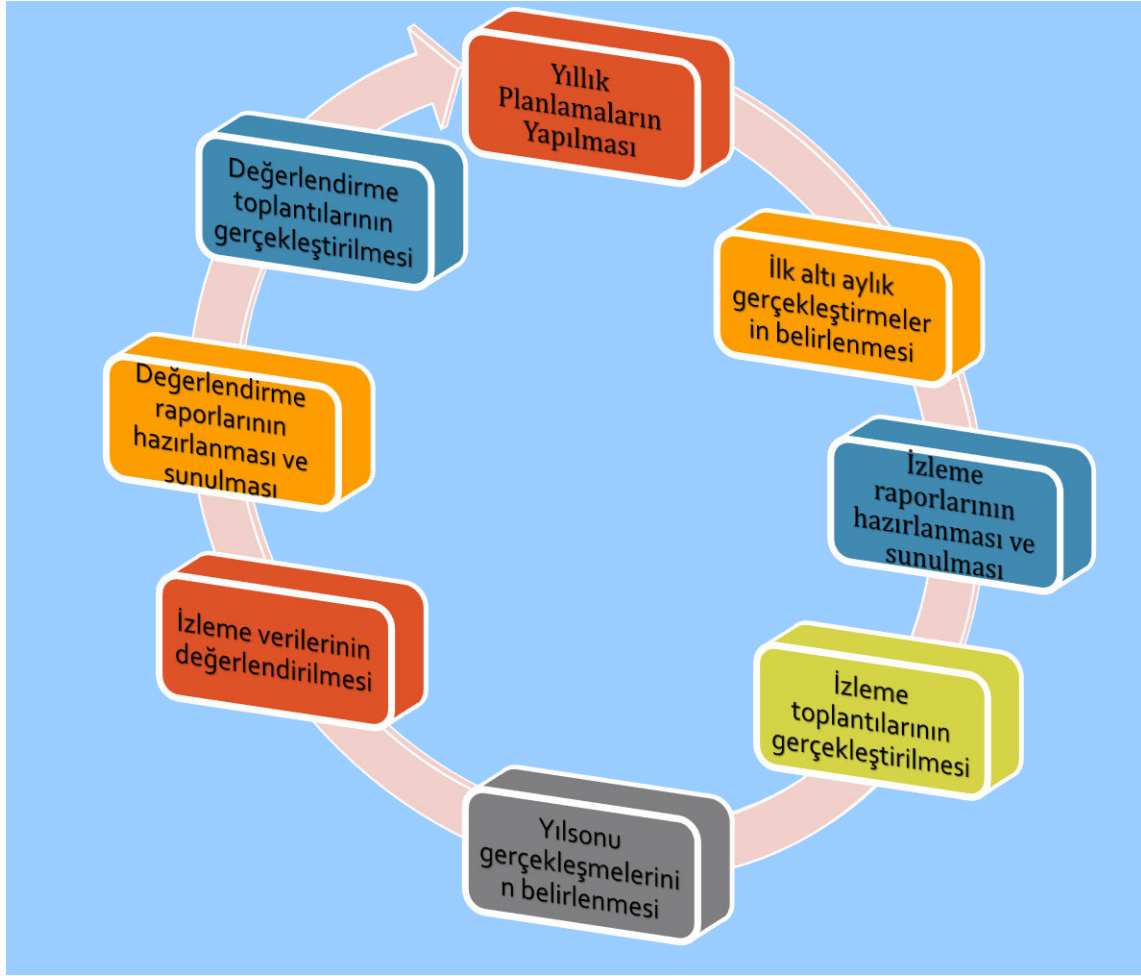 Yıllık
Planlamaların
Yapılması
İlk altı aylık
gerçekleştirmeler
in belirlenmesi
İzleme
raporlarının
hazırlanması ve
sunulması
İzleme
toplantılarının
gerçekleştirilmesi
Yılsonu
gerçekleşmelerini
n belirlenmesi
İzleme verilerinin
değerlendirilmesi
Değerlendirme
raporlarının
hazırlanması ve
sunulması
Değerlendirme
toplantılarının
gerçekleştirilmesi